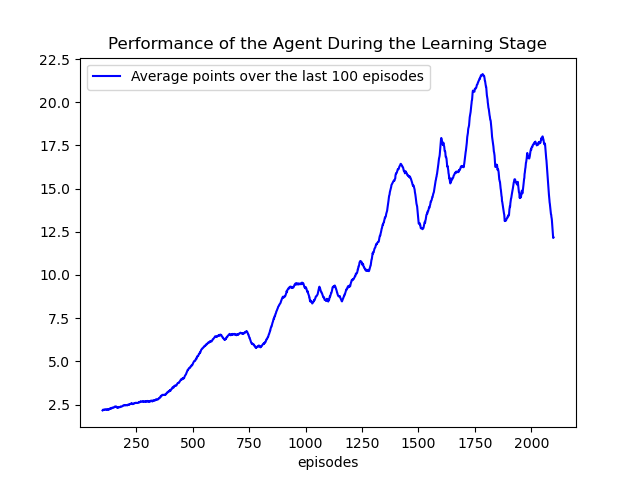 Performance of the Agent During the Learning Stage
Average points over the last 100 episodes
22.5
20.0
17.5
15.0
12.5
10.0
7.5
5.0
2.5
250 500 750 1000 1250 1500 1750 2000
episodes